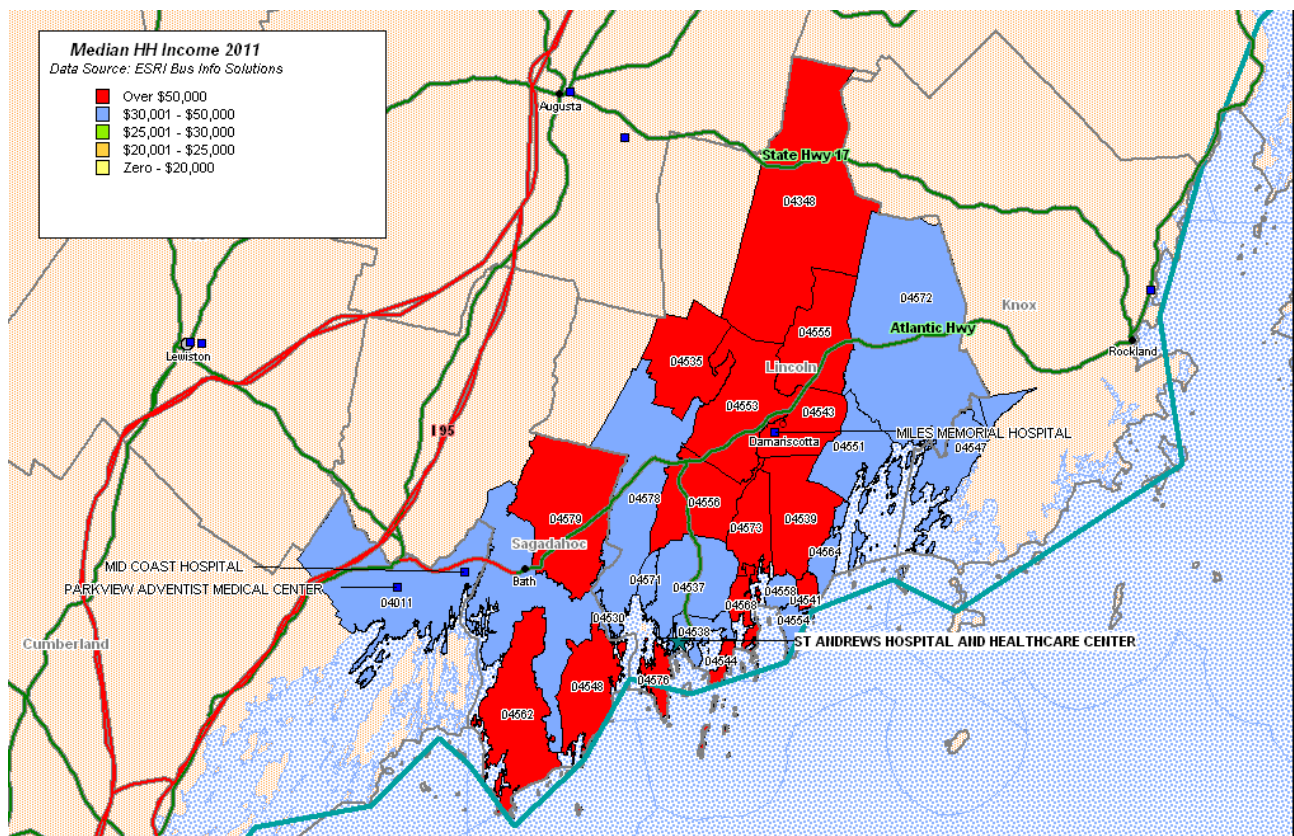 Median HH Income 2011
Data Source: ESRI Bus Info Solutions
Over $50,000
$30,001 - $50,000
$25,001 - $30,000
$20,001 - $25,000
Zero - $20,000
Augusta
State Hwy 17
04348
04572
Knox
Atlantic Hwy
04555
Rockland
Lewiston
04535
Lincoln
04553
04543
I 95
Damariscotta
MILES MEMORIAL HOSPITAL
04551
04547
04578
04556
04579
04573
04539
Sagadahoc
04564
MID COAST HOSPITAL
Bath
04571
04537
PARKVIEW ADVENTIST MEDICAL CENTER
04011
04558
04541
04568
04530
04554
04538
ST ANDREWS HOSPITAL AND HEALTHCARE CENTER
Cumberland
04544
04576
04548
04562